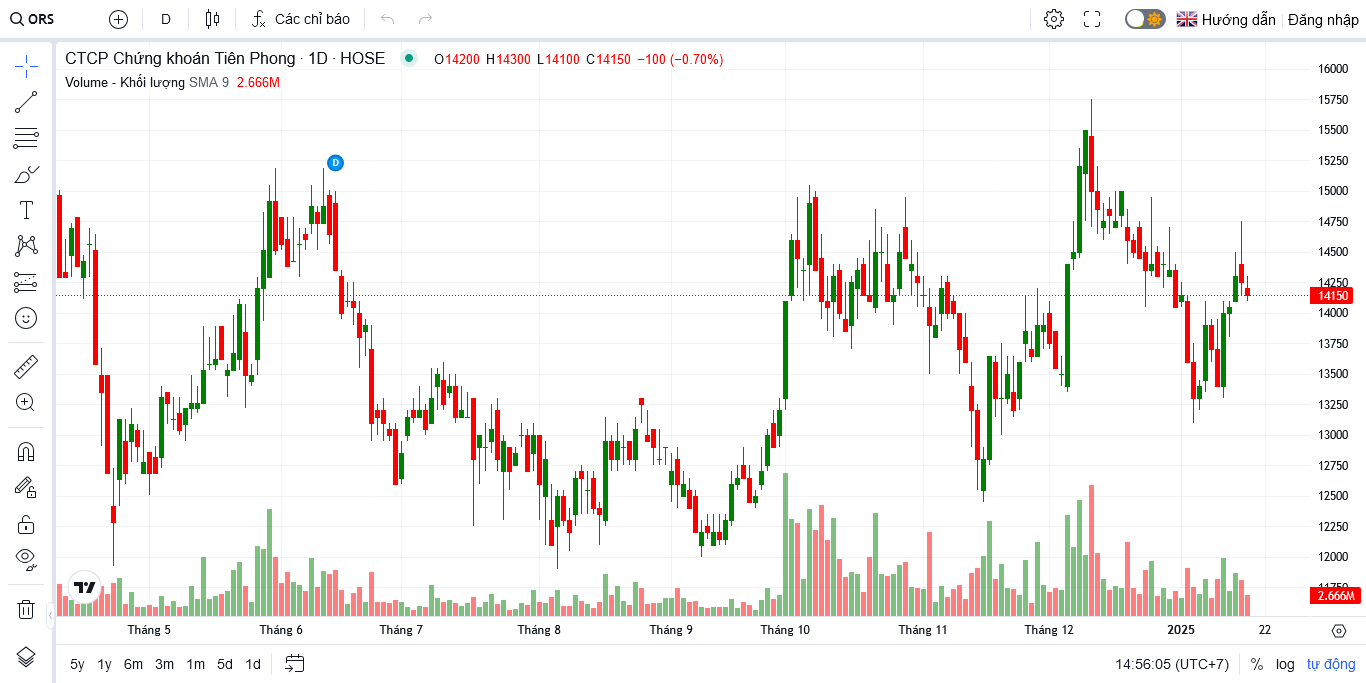 ORS D Các chỉ báo Hướng dẫn Đăng nhập
CTCP Chứng khoán Tiên Phong · 1D · HOSE O14200 H14300 L14100 C14150 −100 (−0.70%)
Volume - Khối lượng SMA 9 2.666M
D
16000
15750
15500
15250
15000
14750
14500
14250
14150
14000
13750
13500
13250
13000
12750
12500
12250
12000
11750
2.666M
Tháng 5 Tháng 6 Tháng 7 Tháng 8 Tháng 9 Tháng 10 Tháng 11 Tháng 12 2025 22
5y 1y 6m 3m 1m 5d 1d 14:56:05 (UTC+7) % log tự động